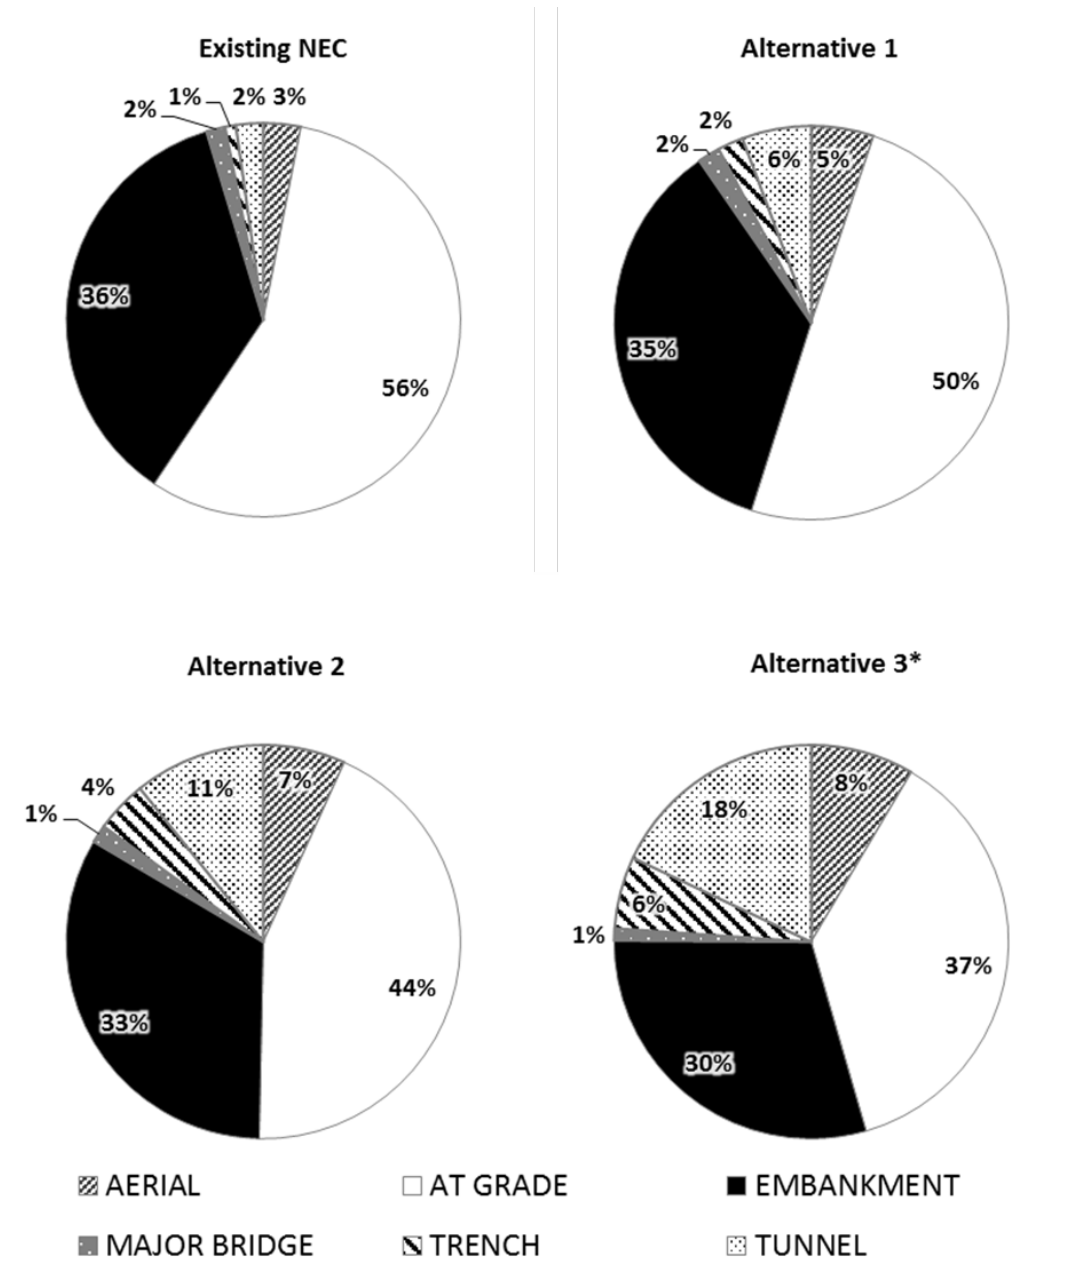 Existing NEC
2%
1%
2%
3%
36%
56%
Alternative 1
2%
2%
6%
5%
35%
50%
Alternative 2
1%
4%
11%
7%
33%
44%
Alternative 3*
1%
6%
18%
8%
30%
37%
AERIAL
AT GRADE
EMBANKMENT
MAJOR BRIDGE
TRENCH
TUNNEL